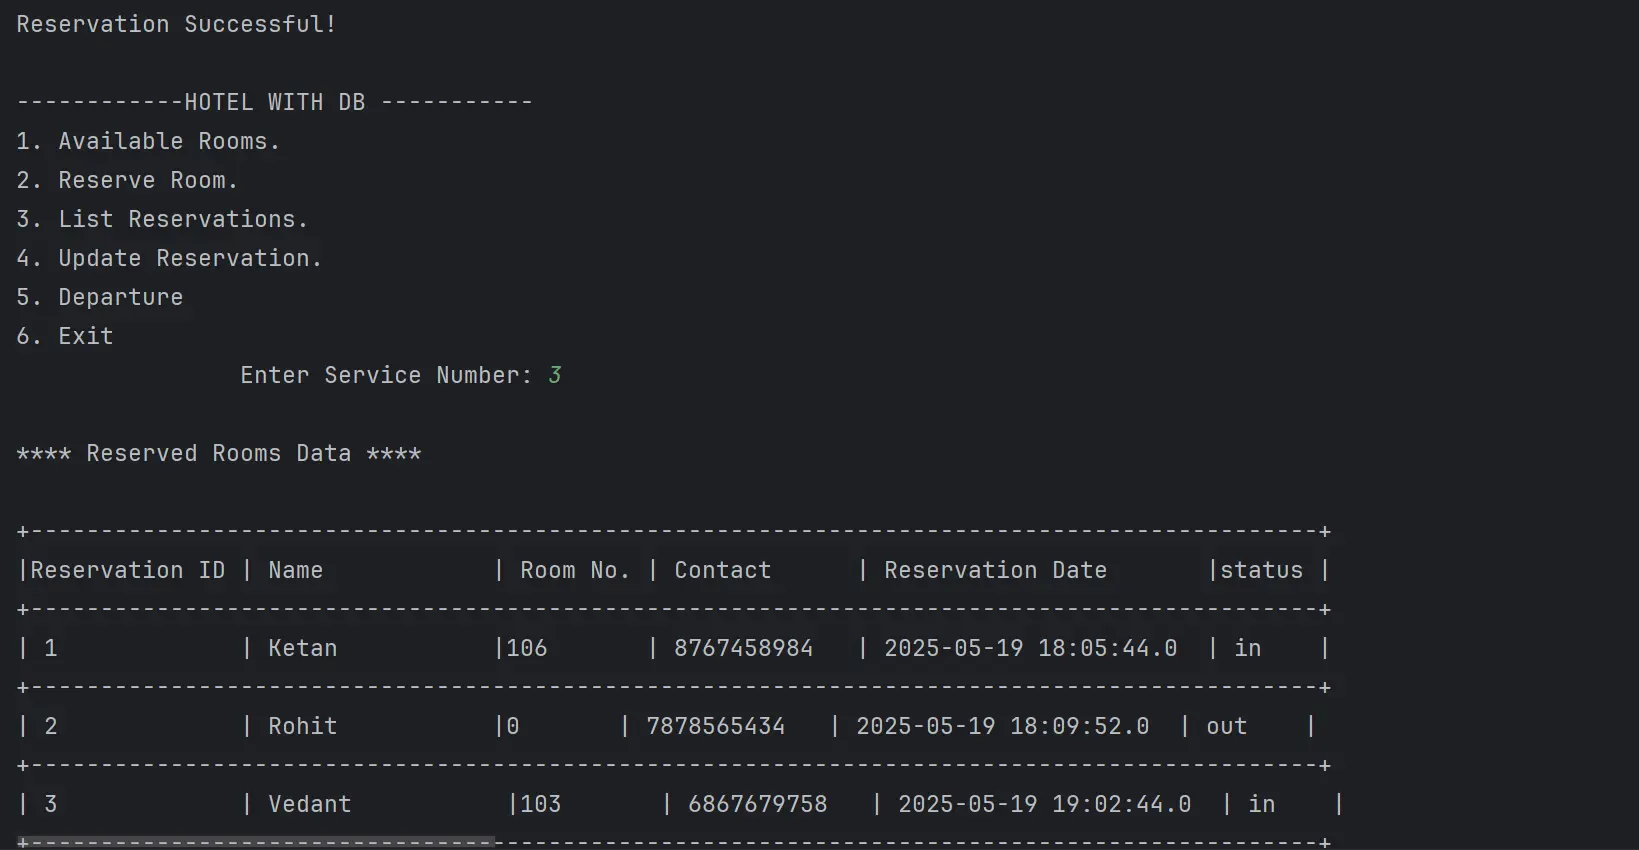 Reservation Successful!
------------HOTEL WITH DB -----------
1. Available Rooms.
2. Reserve Room.
3. List Reservations.
4. Update Reservation.
5. Departure
6. Exit
Enter Service Number: 3
**** Reserved Rooms Data ****
+--------------------------------------------------------------------------------------------+
|Reservation ID | Name            | Room No. | Contact      | Reservation Date       |status |
+--------------------------------------------------------------------------------------------+
| 1             | Ketan           |106       | 8767458984   | 2025-05-19 18:05:44.0  | in    |
+--------------------------------------------------------------------------------------------+
| 2             | Rohit           |0       | 7878565434   | 2025-05-19 18:09:52.0  | out    |
+--------------------------------------------------------------------------------------------+
| 3             | Vedant           |103       | 6867679758   | 2025-05-19 19:02:44.0  | in    |
+--------------------------------------------------------------------------------------------+